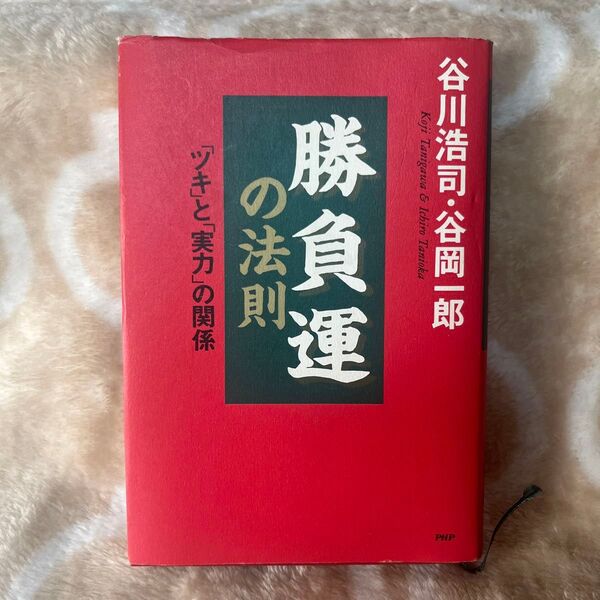 谷川浩司・谷岡一郎
Koji Tanigawa & Ichiro Tanioka
勝負運
の法則
「ツキ」と「実力」の関係
PHP